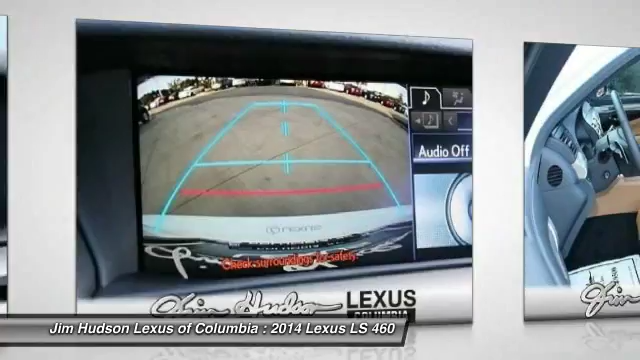 Audio Off
Check surroundings for safety.
Jim Hudson LEXUS
COLUMBIA
Jim
Jim Hudson Lexus of Columbia : 2014 Lexus LS 460